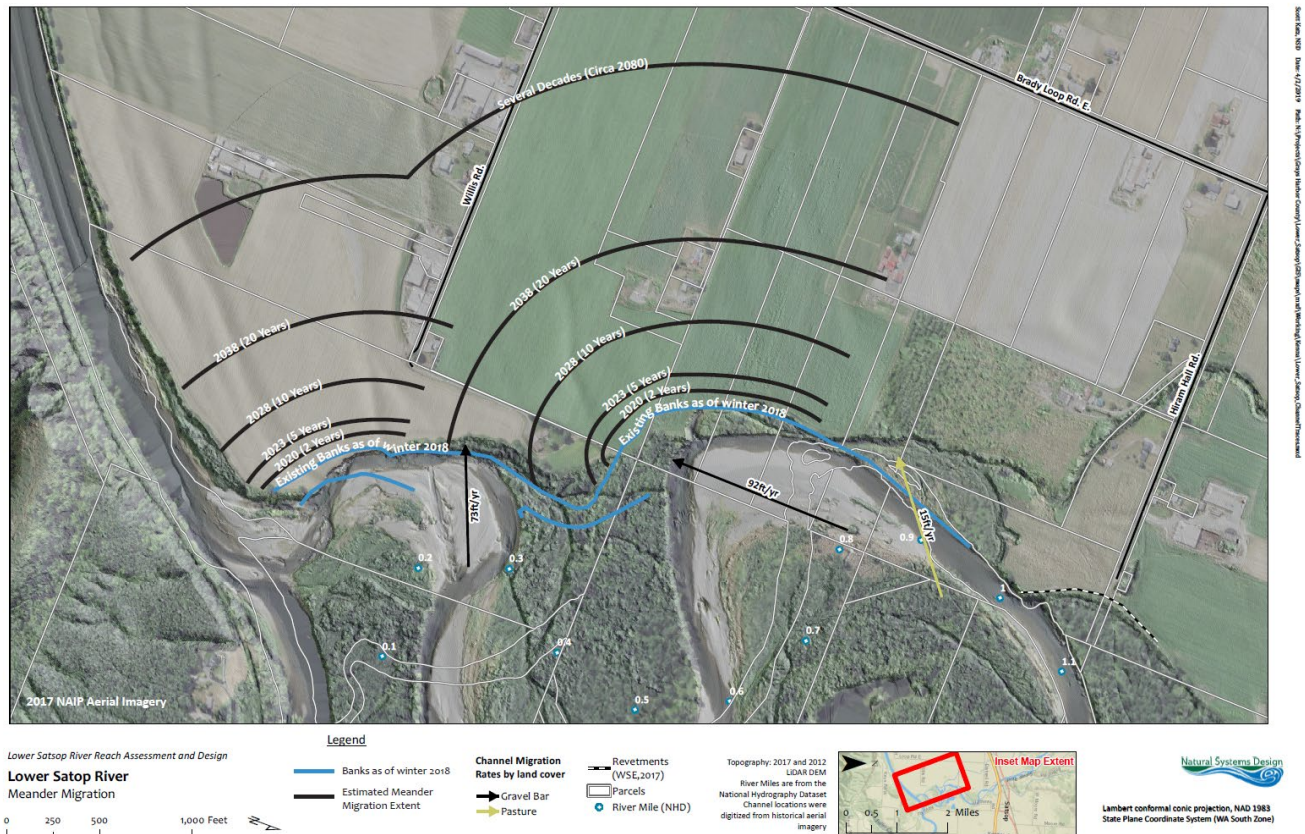 Several Decades (Circa 2080)
Brady Loop Rd. E.
Willis Rd.
Hiram Hall Rd.
2038 (20 Years)
2038 (20 Years)
2028 (10 Years)
2028 (10 Years)
2023 (5 Years)
2020 (2 Years)
Existing Banks as of winter 2018
2023 (5 Years)
2020 (2 Years)
Existing Banks as of Winter 2018
73ft/yr
92ft/yr
15ft/yr
0.2
0.3
0.8
0.9
1
0.1
0.4
0.7
1.1
0.5
0.6
2017 NAIP Aerial Imagery
Lower Satsop River Reach Assessment and Design
Lower Satop River
Meander Migration
0 250 500 1,000 Feet
Legend
Banks as of winter 2018
Estimated Meander
Migration Extent
Channel Migration
Rates by land cover
Gravel Bar
Pasture
Revetments
(WSE,2017)
Parcels
River Mile (NHD)
Topography: 2017 and 2012
LiDAR DEM
River Miles are from the
National Hydrography Dataset
Channel locations were
digitized from historical aerial
imagery
Inset Map Extent
Satsop
0 0.5 1 2 Miles
Natural Systems Design
Lambert conformal conic projection, NAD 1983
State Plane Coordinate System (WA South Zone)